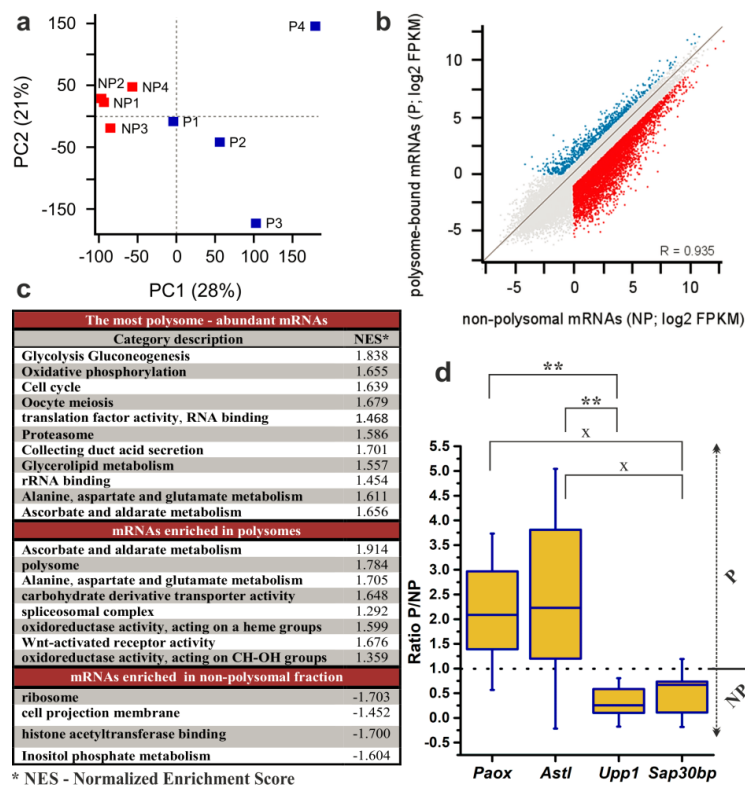 a
150
50
-50
-150
PC2 (21%)
P4
NP2
NP4
NP1
NP3
P1
P2
P3
-100
-50
0
50
100
150
PC1 (28%)
b
10
5
0
-5
polysome-bound mRNAs (P; log2 FPKM)
R = 0.935
-5
0
5
10
non-polysomal mRNAs (NP; log2 FPKM)
c
The most polysome - abundant mRNAs
Category description NES*
Glycolysis Gluconeogenesis 1.838
Oxidative phosphorylation 1.655
Cell cycle 1.639
Oocyte meiosis 1.679
translation factor activity, RNA binding 1.468
Proteasome 1.586
Collecting duct acid secretion 1.701
Glycerolipid metabolism 1.557
rRNA binding 1.454
Alanine, aspartate and glutamate metabolism 1.611
Ascorbate and aldarate metabolism 1.656
mRNAs enriched in polysomes
Ascorbate and aldarate metabolism 1.914
polysome 1.784
Alanine, aspartate and glutamate metabolism 1.705
carbohydrate derivative transporter activity 1.648
spliceosomal complex 1.292
oxidoreductase activity, acting on a heme groups 1.599
Wnt-activated receptor activity 1.676
oxidoreductase activity, acting on CH-OH groups 1.359
mRNAs enriched in non-polysomal fraction
ribosome -1.703
cell projection membrane -1.452
histone acetyltransferase binding -1.700
Inositol phosphate metabolism -1.604
* NES - Normalized Enrichment Score
d
**
**
x
x
5.5
5.0
4.5
4.0
3.5
3.0
2.5
2.0
1.5
1.0
0.5
0.0
-0.5
Ratio P/NP
P
NP
Paox Astl Upp1 Sap30bp